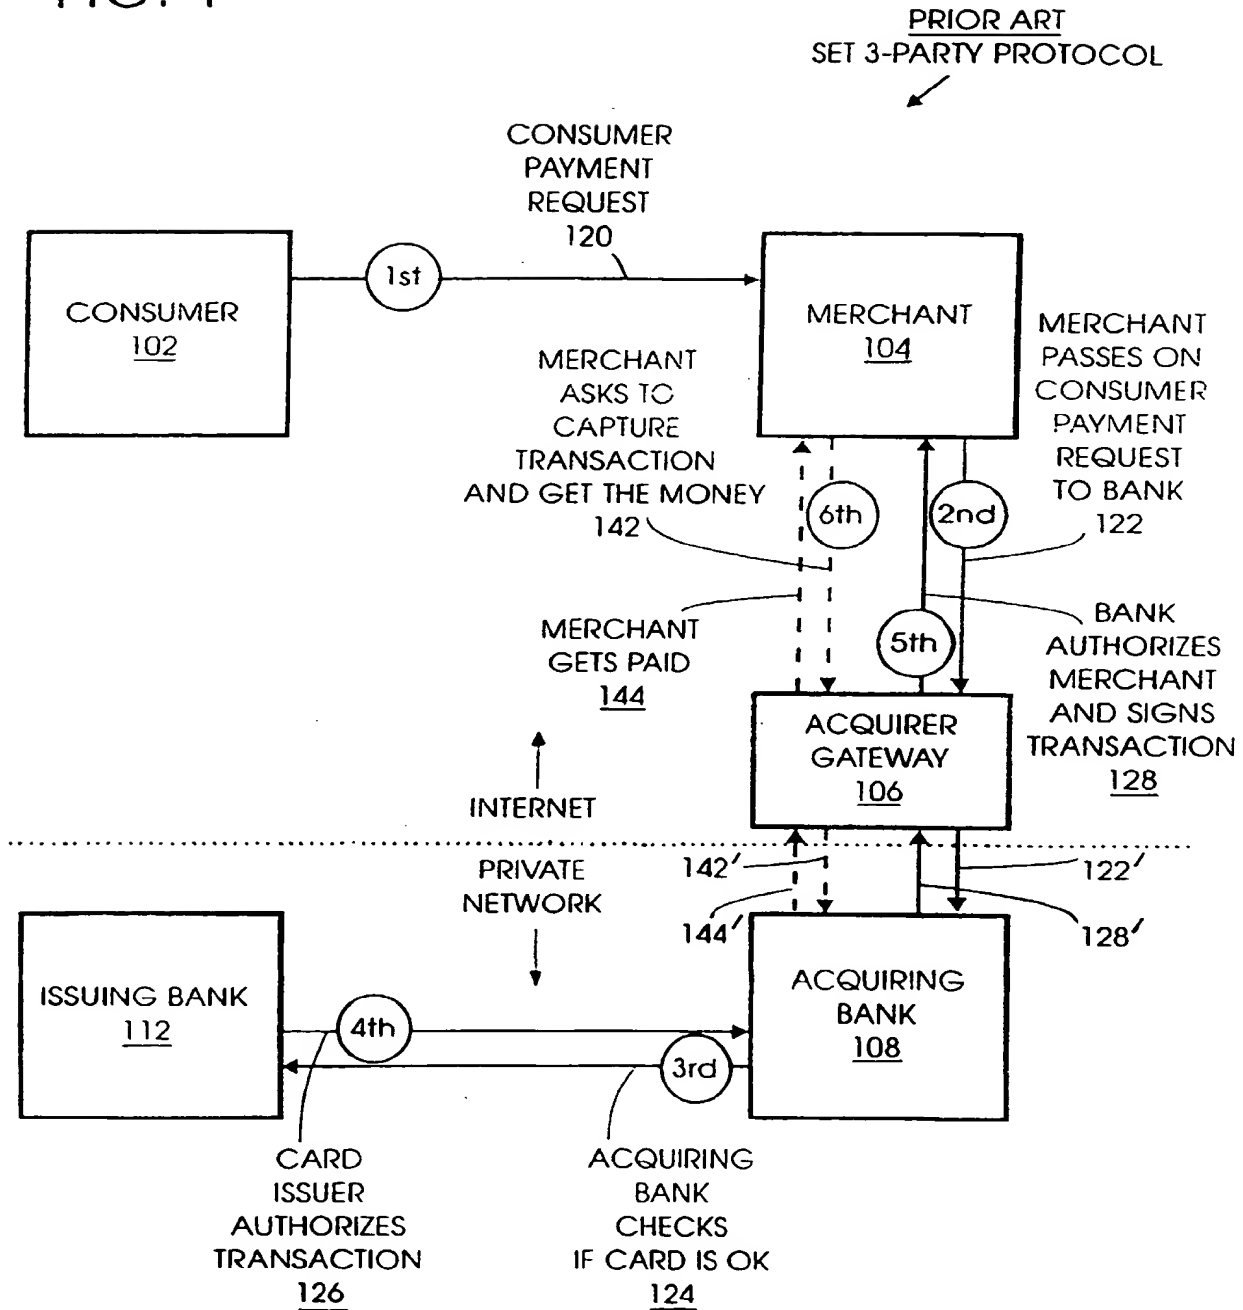 PRIOR ART
SET 3-PARTY PROTOCOL
CONSUMER
PAYMENT
REQUEST
120
1st
CONSUMER
102
MERCHANT
104
MERCHANT
PASSES ON
CONSUMER
PAYMENT
REQUEST
TO BANK
122
MERCHANT
ASKS TO
CAPTURE
TRANSACTION
AND GET THE MONEY
142
6th
2nd
MERCHANT
GETS PAID
144
5th
BANK
AUTHORIZES
MERCHANT
AND SIGNS
TRANSACTION
128
ACQUIRER
GATEWAY
106
INTERNET
PRIVATE
NETWORK
142'
144'
122'
128'
ISSUING BANK
112
4th
3rd
ACQUIRING
BANK
108
CARD
ISSUER
AUTHORIZES
TRANSACTION
126
ACQUIRING
BANK
CHECKS
IF CARD IS OK
124